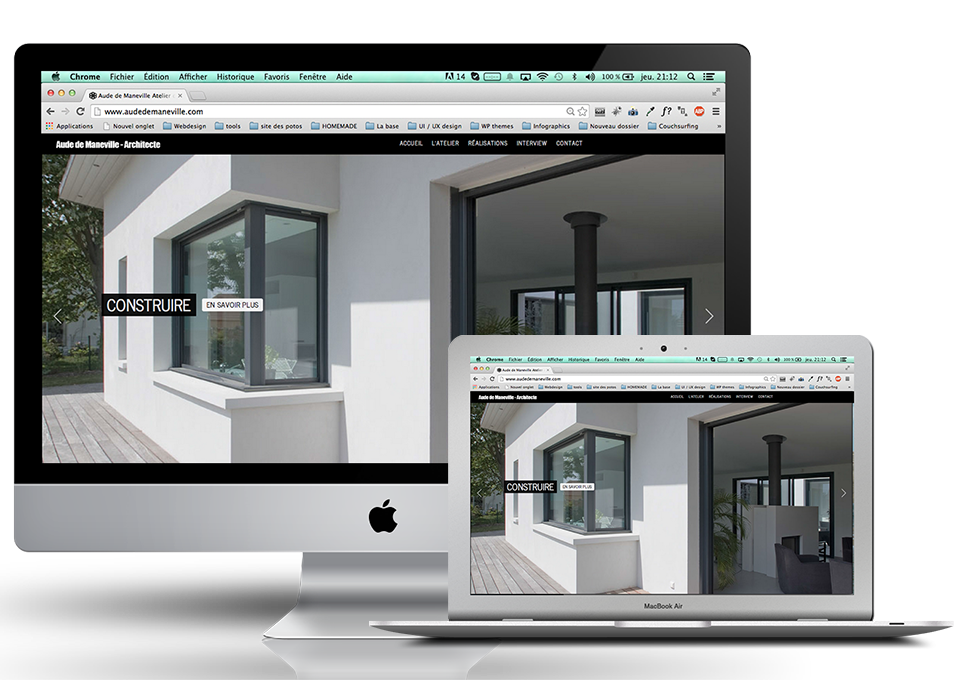 Chrome Fichier Édition Afficher Historique Favoris Fenêtre Aide 14 100 % jeu. 21:12
Aude de Maneville Atelier
www.audedemaneville.com
Applications Nouvel onglet Webdesign tools site des potos HOMEMADE La base UI / UX design WP themes Infographics Nouveau dossier Couchsurfing »
Aude de Maneville - Architecte ACCUEIL L'ATELIER RÉALISATIONS INTERVIEW CONTACT
CONSTRUIRE EN SAVOIR PLUS
Chrome Fichier Édition Afficher Historique Favoris Fenêtre Aide 14 100 % jeu. 21:12
Aude de Maneville Atelier
www.audedemaneville.com
Applications Nouvel onglet Webdesign tools site des potos HOMEMADE La base UI / UX design WP themes Infographics Nouveau dossier Couchsurfing »
Aude de Maneville - Architecte ACCUEIL L'ATELIER RÉALISATIONS INTERVIEW CONTACT
CONSTRUIRE EN SAVOIR PLUS
MacBook Air